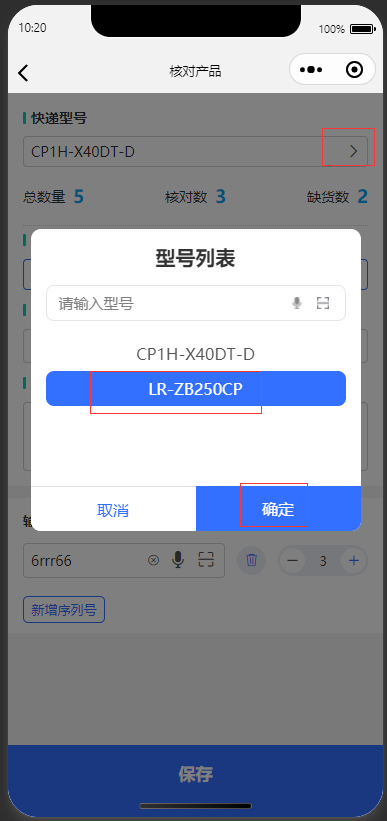 10:20
100%
核对产品
快递型号
CP1H-X40DT-D
总数量 5 核对数 3 缺货数 2
型号列表
请输入型号
CP1H-X40DT-D
LR-ZB250CP
取消 确定
6rrr66 3
新增序列号
保存